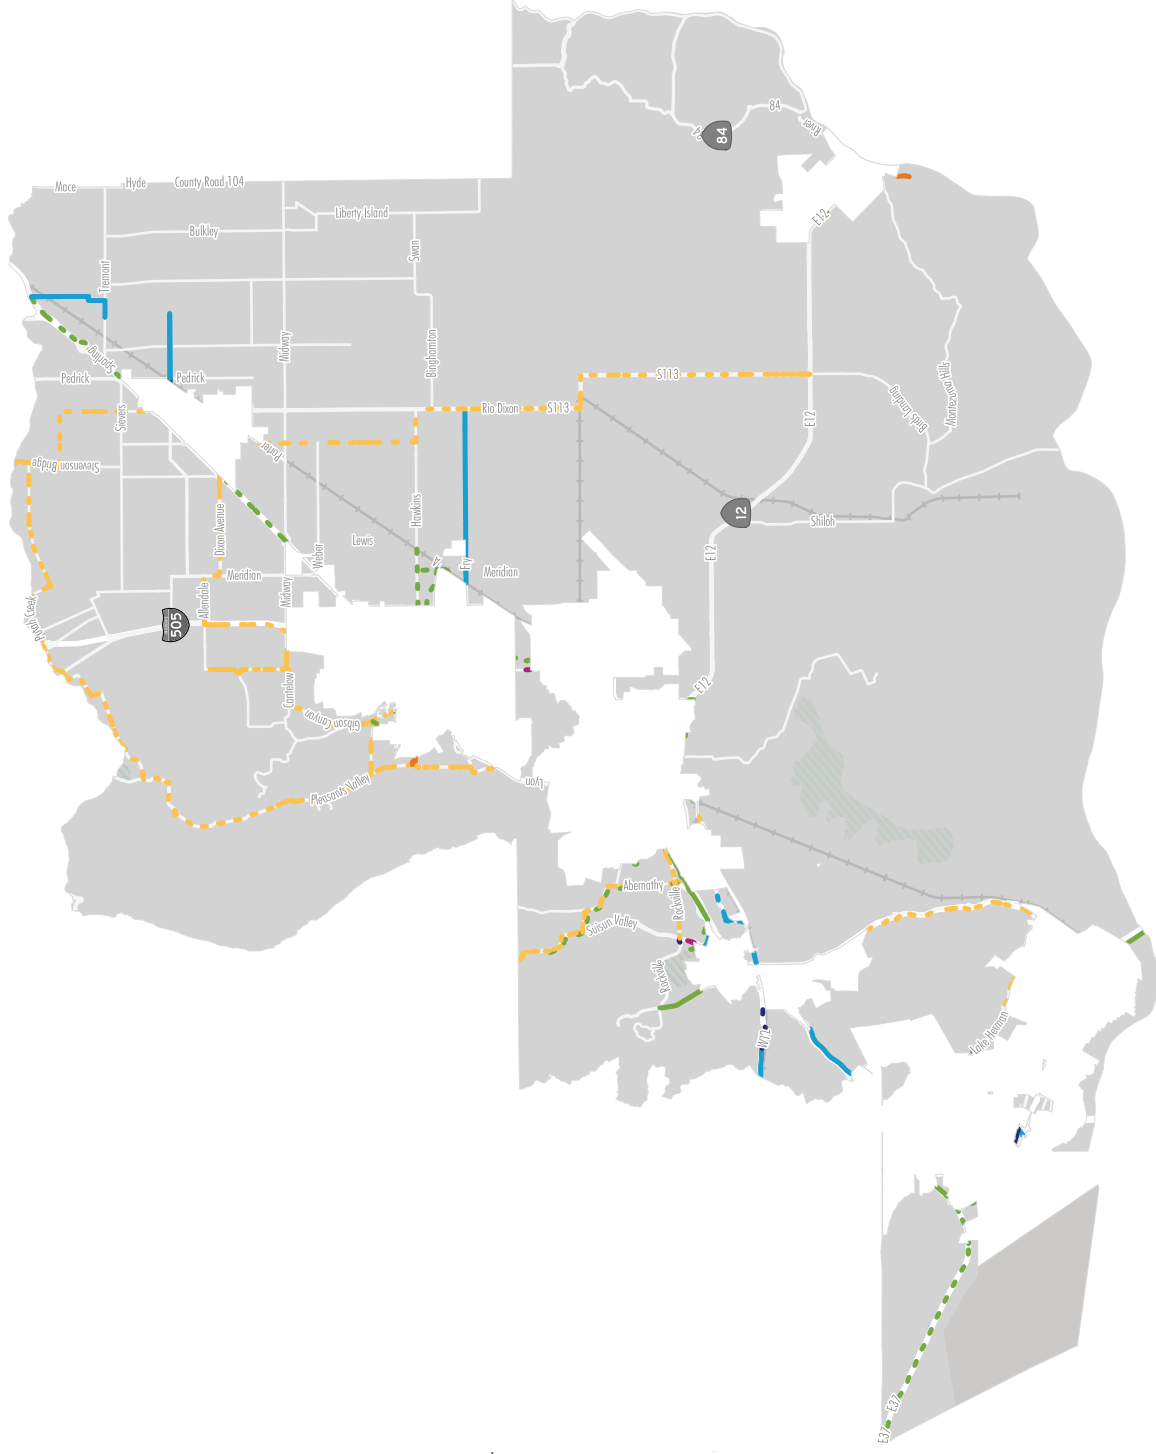 84
84
84
River
Mace
Hyde
County Road 104
Liberty Island
E12
Bulkley
Swan
Tremont
Sparling
Midway
Binghamton
Pedrick
Pedrick
S113
Montezuma Hills
Birds Landing
Sievers
Rio Dixon
S113
E12
Porter
Stevenson Bridge
Hawkins
12
Dixon Avenue
Shiloh
Lewis
Weber
E12
A
Fry
Meridian
Meridian
Midway
Allendale
Putah Creek
505
Cantelow
E12
Gibson Canyon
Pleasants Valley
Lyon
Abernathy
Rockville
Suisun Valley
Rockville
W12
Lake Herman
E37
E37